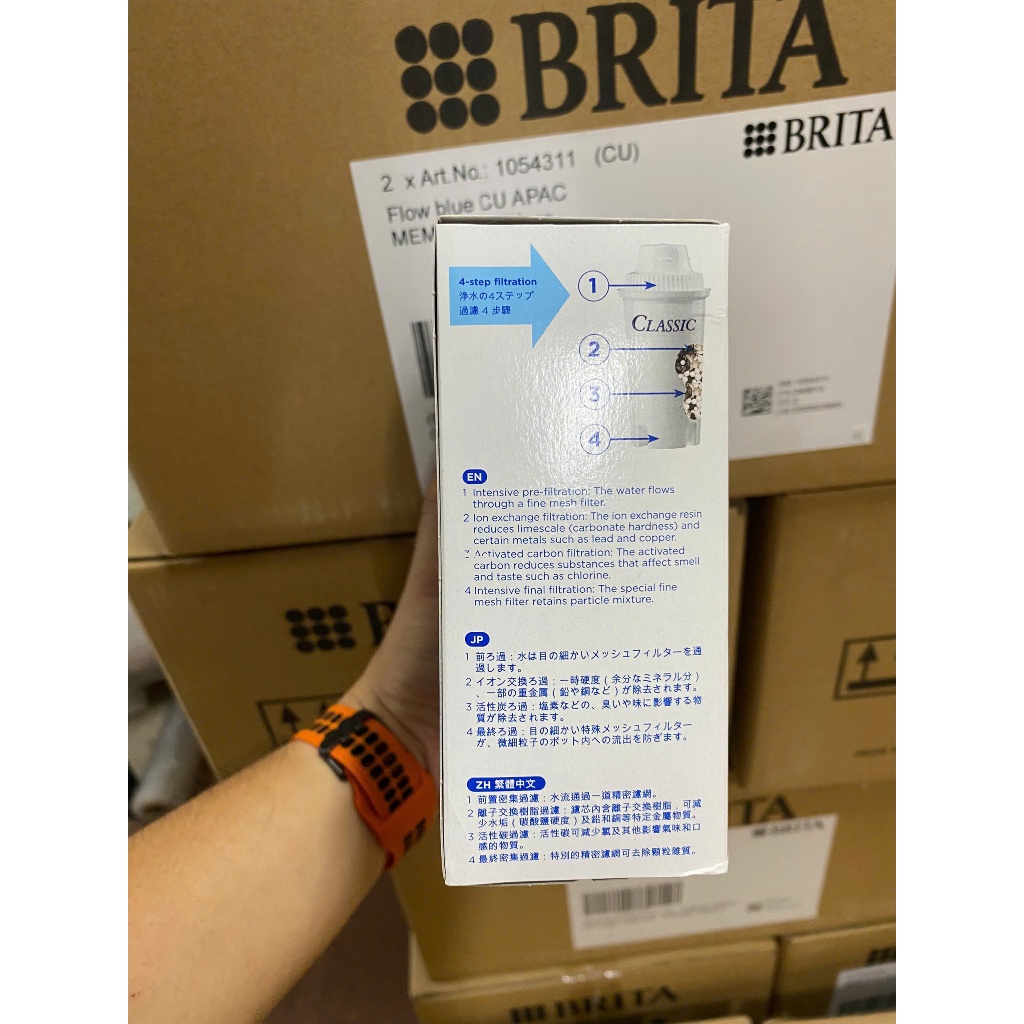 BRITA
BRITA
2 x Art.No.: 1054311 (CU)
Flow blue CU APAC
MEM
4-step filtration
浄水の4ステップ
過濾 4 步驟
1
CLASSIC
2
3
4
EN
1 Intensive pre-filtration: The water flows
through a fine mesh filter.
2 Ion exchange filtration: The ion exchange resin
reduces limescale (carbonate hardness) and
certain metals such as lead and copper.
3 Activated carbon filtration: The activated
carbon reduces substances that affect smell
and taste such as chlorine.
4 Intensive final filtration: The special fine
mesh filter retains particle mixture.
JP
1 前ろ過：水は目の細かいメッシュフィルターを通
過します。
2 イオン交換ろ過：一時硬度 ( 余分なミネラル分 )
、一部の重金属 ( 鉛や銅など ) が除去されます。
3 活性炭ろ過：塩素などの、臭いや味に影響する物
質が除去されます。
4 最終ろ過：目の細かい特殊メッシュフィルター
が、微細粒子のポット内への流出を防ぎます。
ZH 繁體中文
1 前置密集過濾：水流通過一道精密濾網。
2 離子交換樹脂過濾：濾芯內含離子交換樹脂，可減
少水垢 ( 碳酸鹽硬度 ) 及鉛和銅等特定金屬物質。
3 活性碳過濾：活性碳可減少氯及其他影響氣味和口
感的物質。
4 最終密集過濾：特別的精密濾網可去除顆粒雜質。
BRITA
BRITA